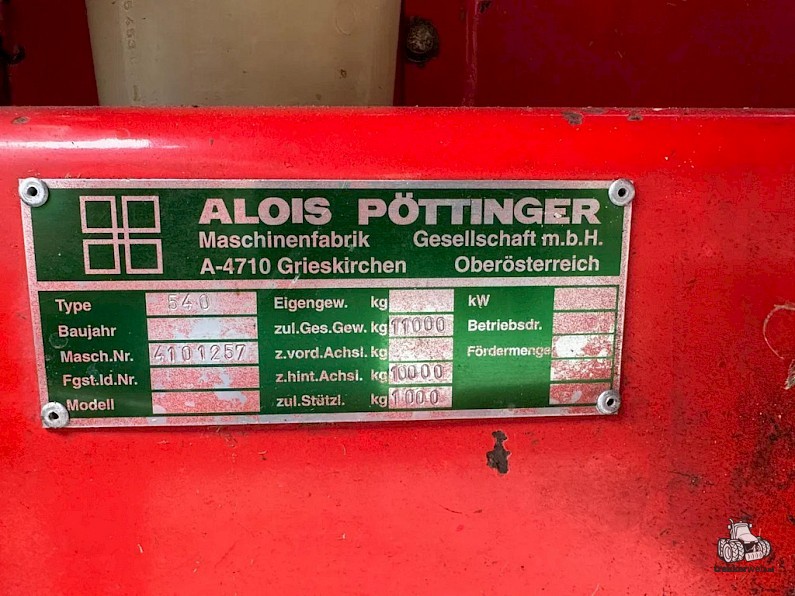 ALOIS PÖTTINGER
Maschinenfabrik Gesellschaft m.b.H.
A-4710 Grieskirchen Oberösterreich
Type 540 Eigengew. kg kW
Baujahr zul.Ges.Gew. kg 11000 Betriebsdr.
Masch.Nr. 4101257 z.vord.Achsl. kg Fördermenge
Fgst.Id.Nr. z.hint.Achsl. kg 10000
Modell zul.Stützl. kg 1000